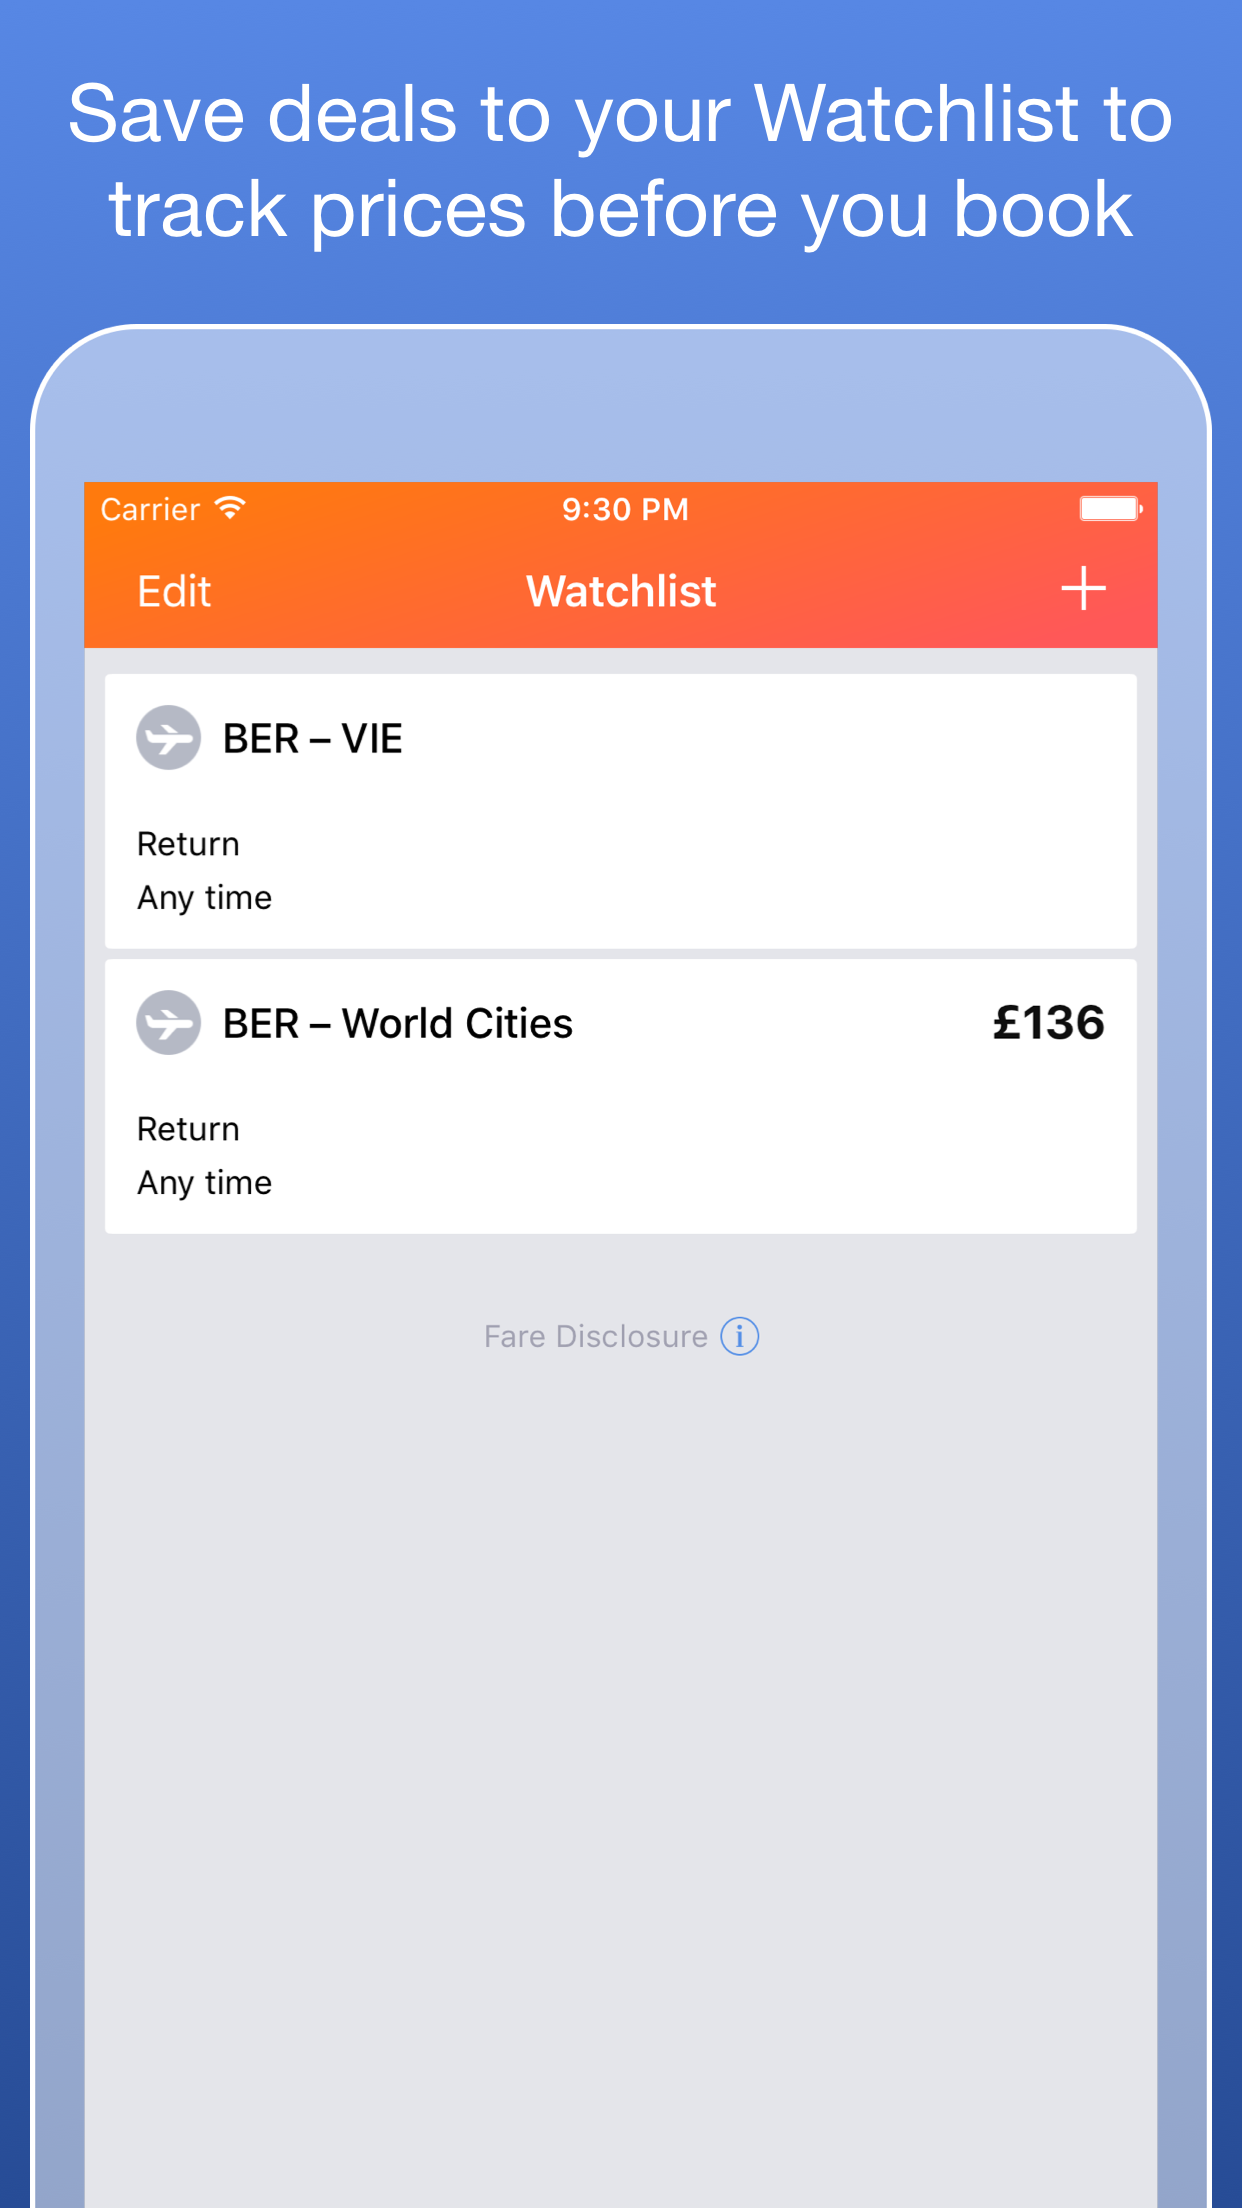 Save deals to your Watchlist to
track prices before you book
Carrier
9:30 PM
Edit
Watchlist
BER – VIE
Return
Any time
BER – World Cities
£136
Return
Any time
Fare Disclosure i